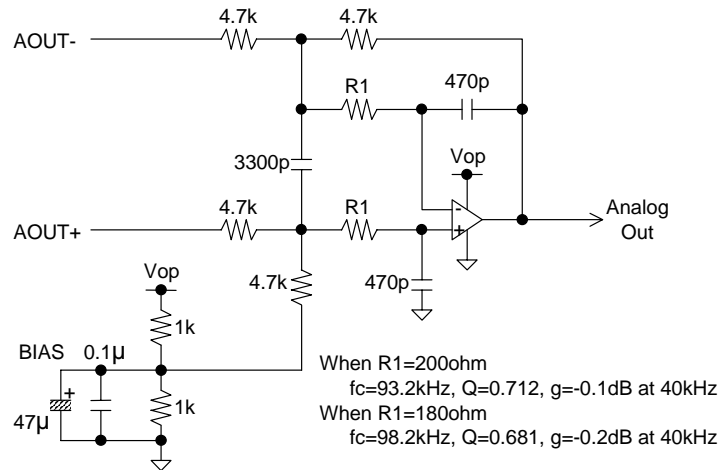 4.7k
4.7k
AOUT-
R1
470p
3300p
Vop
4.7k
R1
-
+
Analog
Out
AOUT+
Vop
4.7k
470p
1k
BIAS
0.1µ
+
47µ
1k
When R1=200ohm
fc=93.2kHz, Q=0.712, g=-0.1dB at 40kHz
When R1=180ohm
fc=98.2kHz, Q=0.681, g=-0.2dB at 40kHz